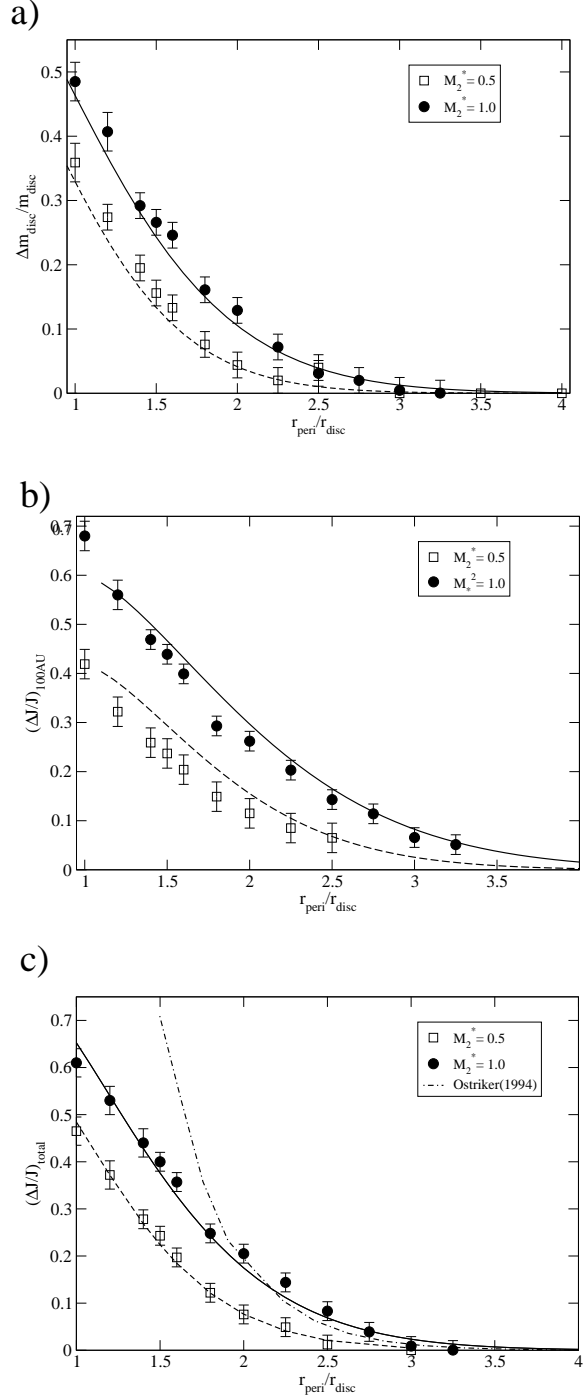 a)
0.5
0.4
0.3
0.2
0.1
0
Δm_disc/m_disc
M_2^* = 0.5
M_2^* = 1.0
1 1.5 2 2.5 3 3.5 4
r_peri/r_disc
b)
0.7
0.7
0.6
0.5
0.4
0.3
0.2
0.1
0
(ΔJ/J)_100AU
M_2^* = 0.5
M_*^2 = 1.0
1 1.5 2 2.5 3 3.5
r_peri/r_disc
c)
0.7
0.6
0.5
0.4
0.3
0.2
0.1
0
(ΔJ/J)_total
M_2^* = 0.5
M_2^* = 1.0
Ostriker(1994)
1 1.5 2 2.5 3 3.5 4
r_peri/r_disc